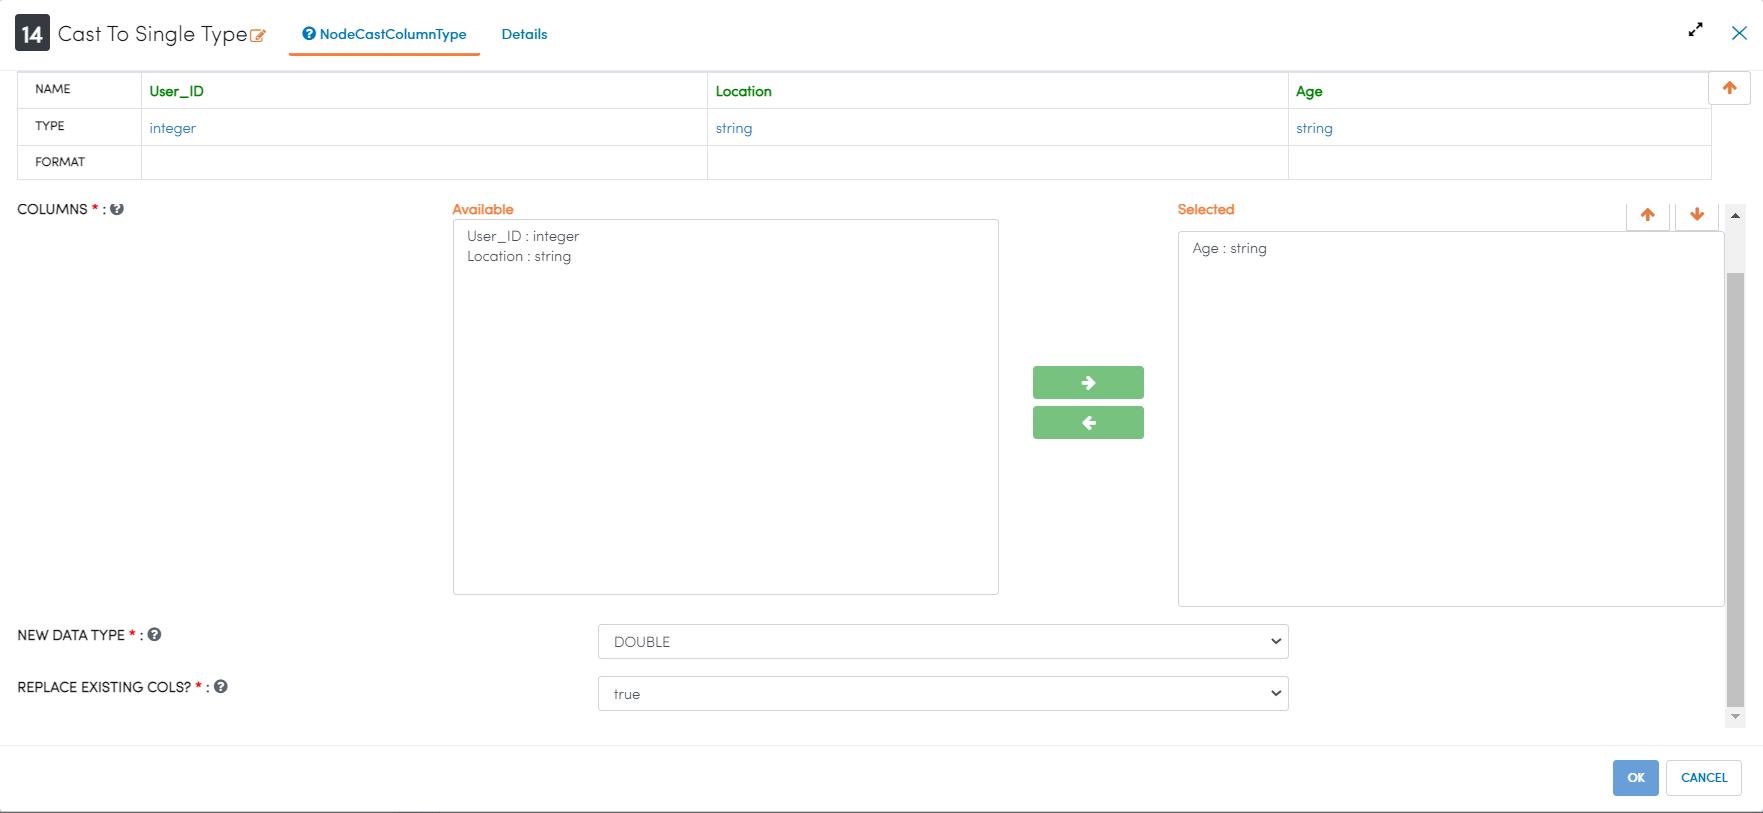 14 Cast To Single Type NodeCastColumnType Details
NAME User_ID Location Age
TYPE integer string string
FORMAT
COLUMNS * : Available Selected
User_ID : integer
Location : string
Age : string
NEW DATA TYPE * : DOUBLE
REPLACE EXISTING COLS? * : true
OK CANCEL